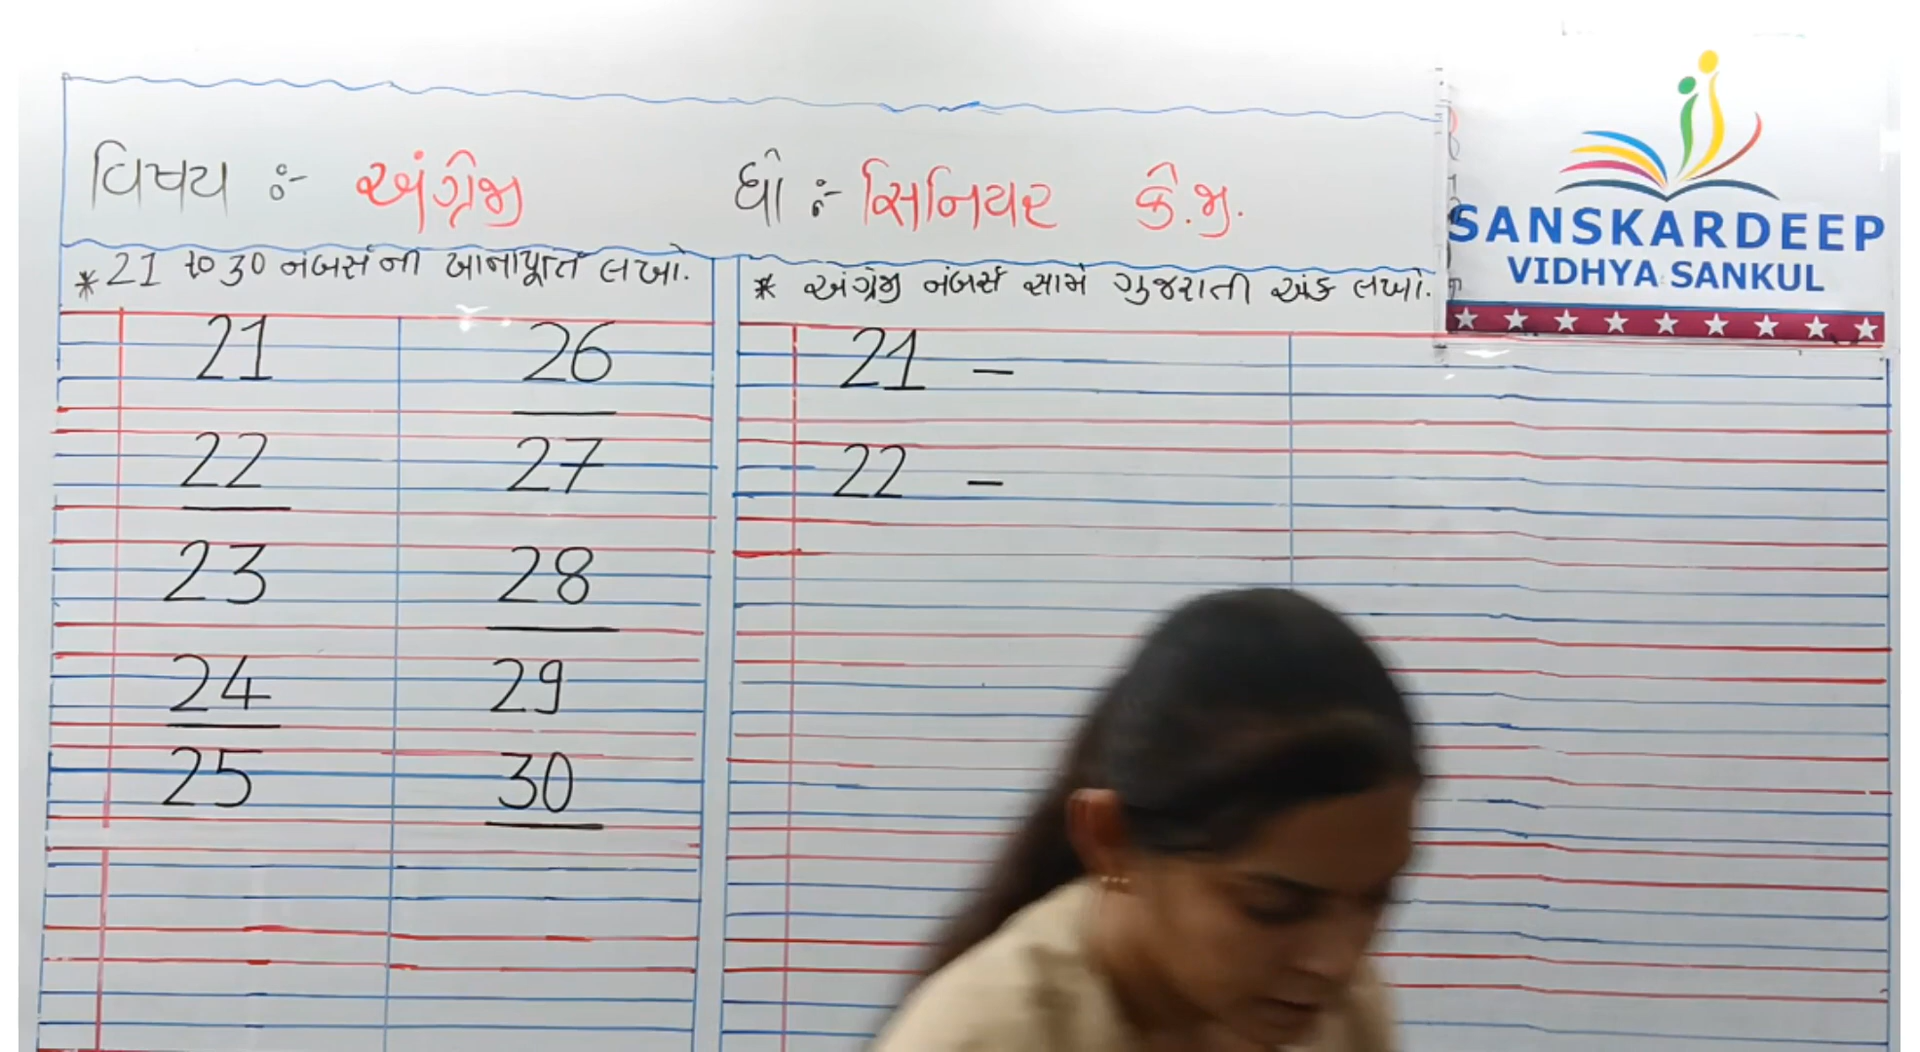 વિષય :- અંગ્રેજી
ધો :- સિનિયર કે.જી.
SANSKARDEEP
VIDHYA SANKUL
* 21 to 30 નંબર્સની ખાનાપૂર્તિ લખો.
21 26
22 27
23 28
24 29
25 30
* અંગ્રેજી નંબર્સ સામે ગુજરાતી અંક લખો.
21 -
22 -